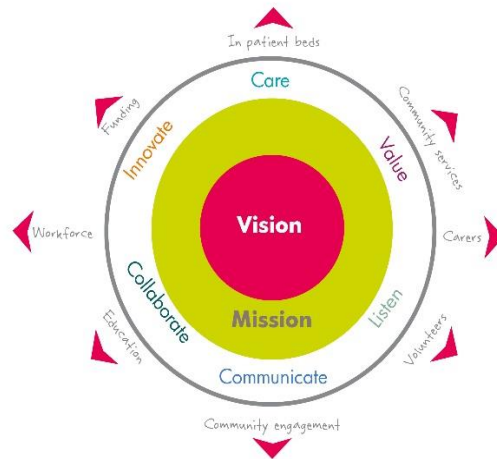 In patient beds
Care
Funding
Community services
Innovate
Value
Vision
Workforce
Carers
Collaborate
Listen
Mission
Education
Volunteers
Communicate
Community engagement